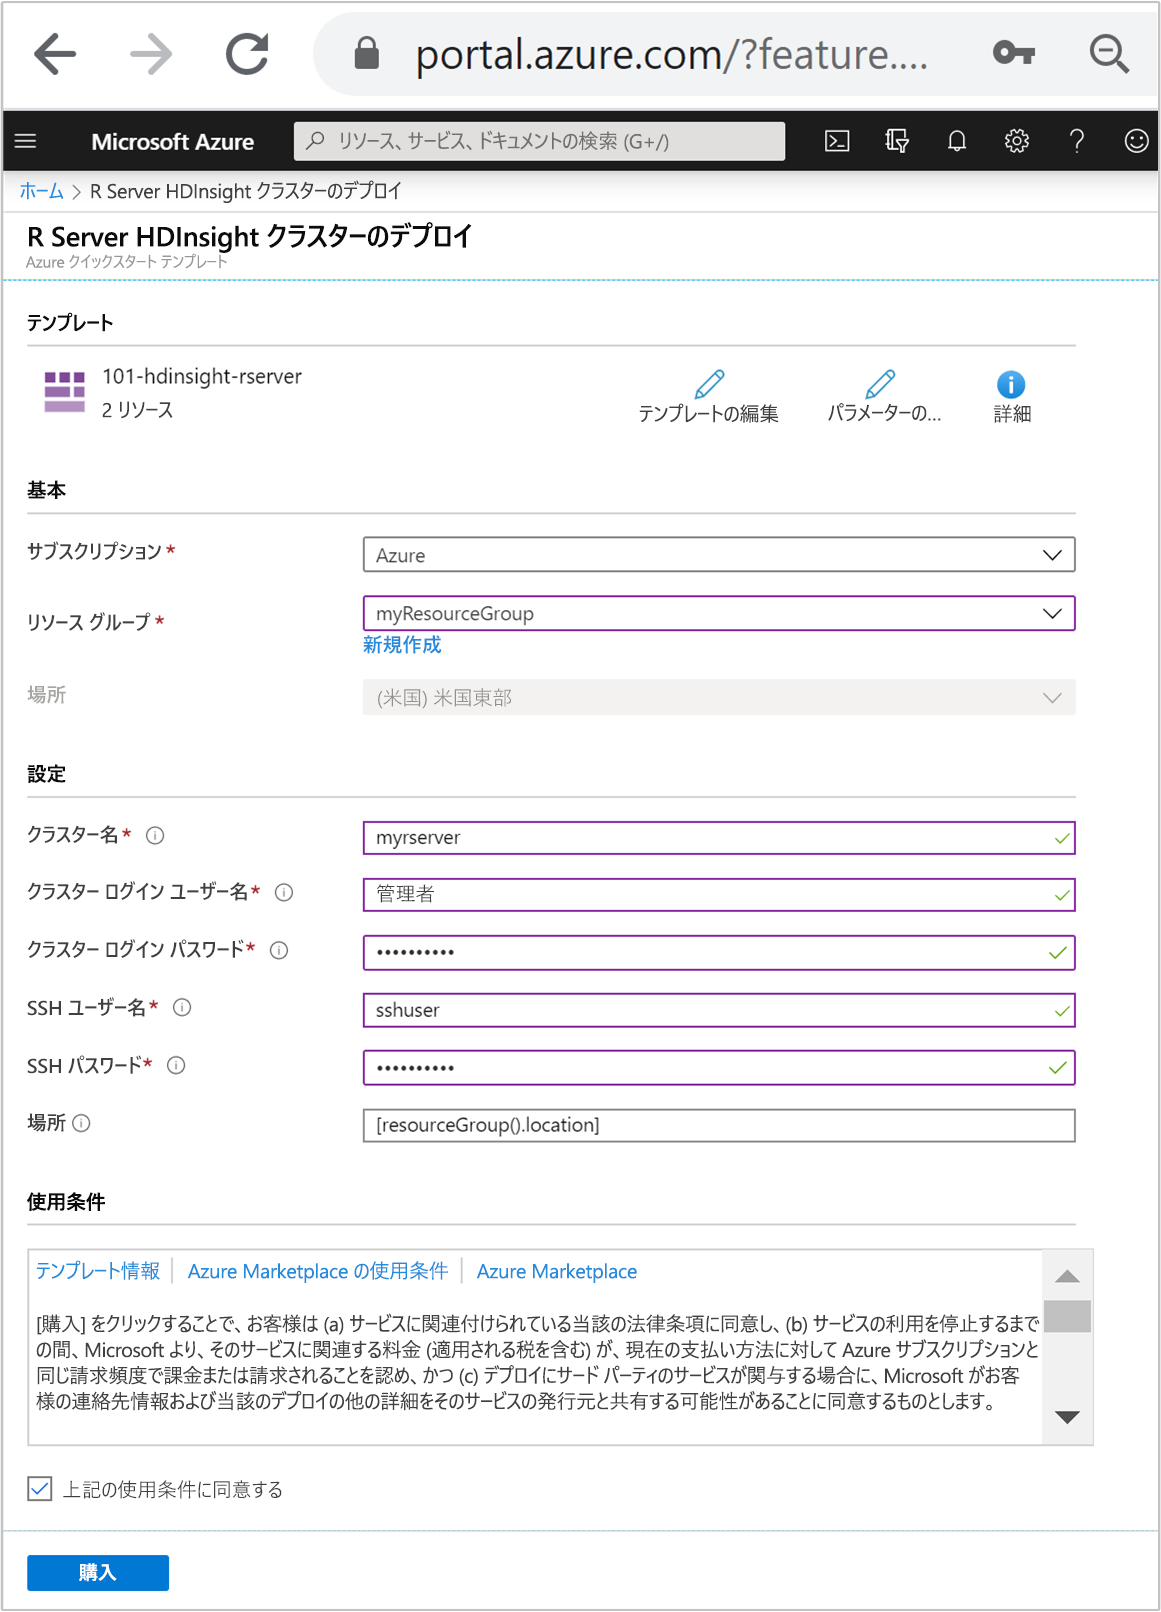 portal.azure.com/?feature....
Microsoft Azure
リソース、サービス、ドキュメントの検索 (G+/)
ホーム > R Server HDInsight クラスターのデプロイ
R Server HDInsight クラスターのデプロイ
Azure クイックスタート テンプレート
テンプレート
101-hdinsight-rserver
2 リソース
テンプレートの編集
パラメーターの...
詳細
基本
サブスクリプション *
Azure
リソース グループ *
myResourceGroup
新規作成
場所
(米国) 米国東部
設定
クラスター名 *
myrserver
クラスター ログイン ユーザー名 *
管理者
クラスター ログイン パスワード *
••••••••••
SSH ユーザー名 *
sshuser
SSH パスワード *
••••••••••
場所
[resourceGroup().location]
使用条件
テンプレート情報 | Azure Marketplace の使用条件 | Azure Marketplace
[購入] をクリックすることで、お客様は (a) サービスに関連付けられている当該の法律条項に同意し、(b) サービスの利用を停止するまで
の間、Microsoft より、そのサービスに関連する料金 (適用される税を含む) が、現在の支払い方法に対して Azure サブスクリプションと
同じ請求頻度で課金または請求されることを認め、かつ (c) デプロイにサード パーティのサービスが関与する場合に、Microsoft がお客
様の連絡先情報および当該のデプロイの他の詳細をそのサービスの発行元と共有する可能性があることに同意するものとします。
上記の使用条件に同意する
購入